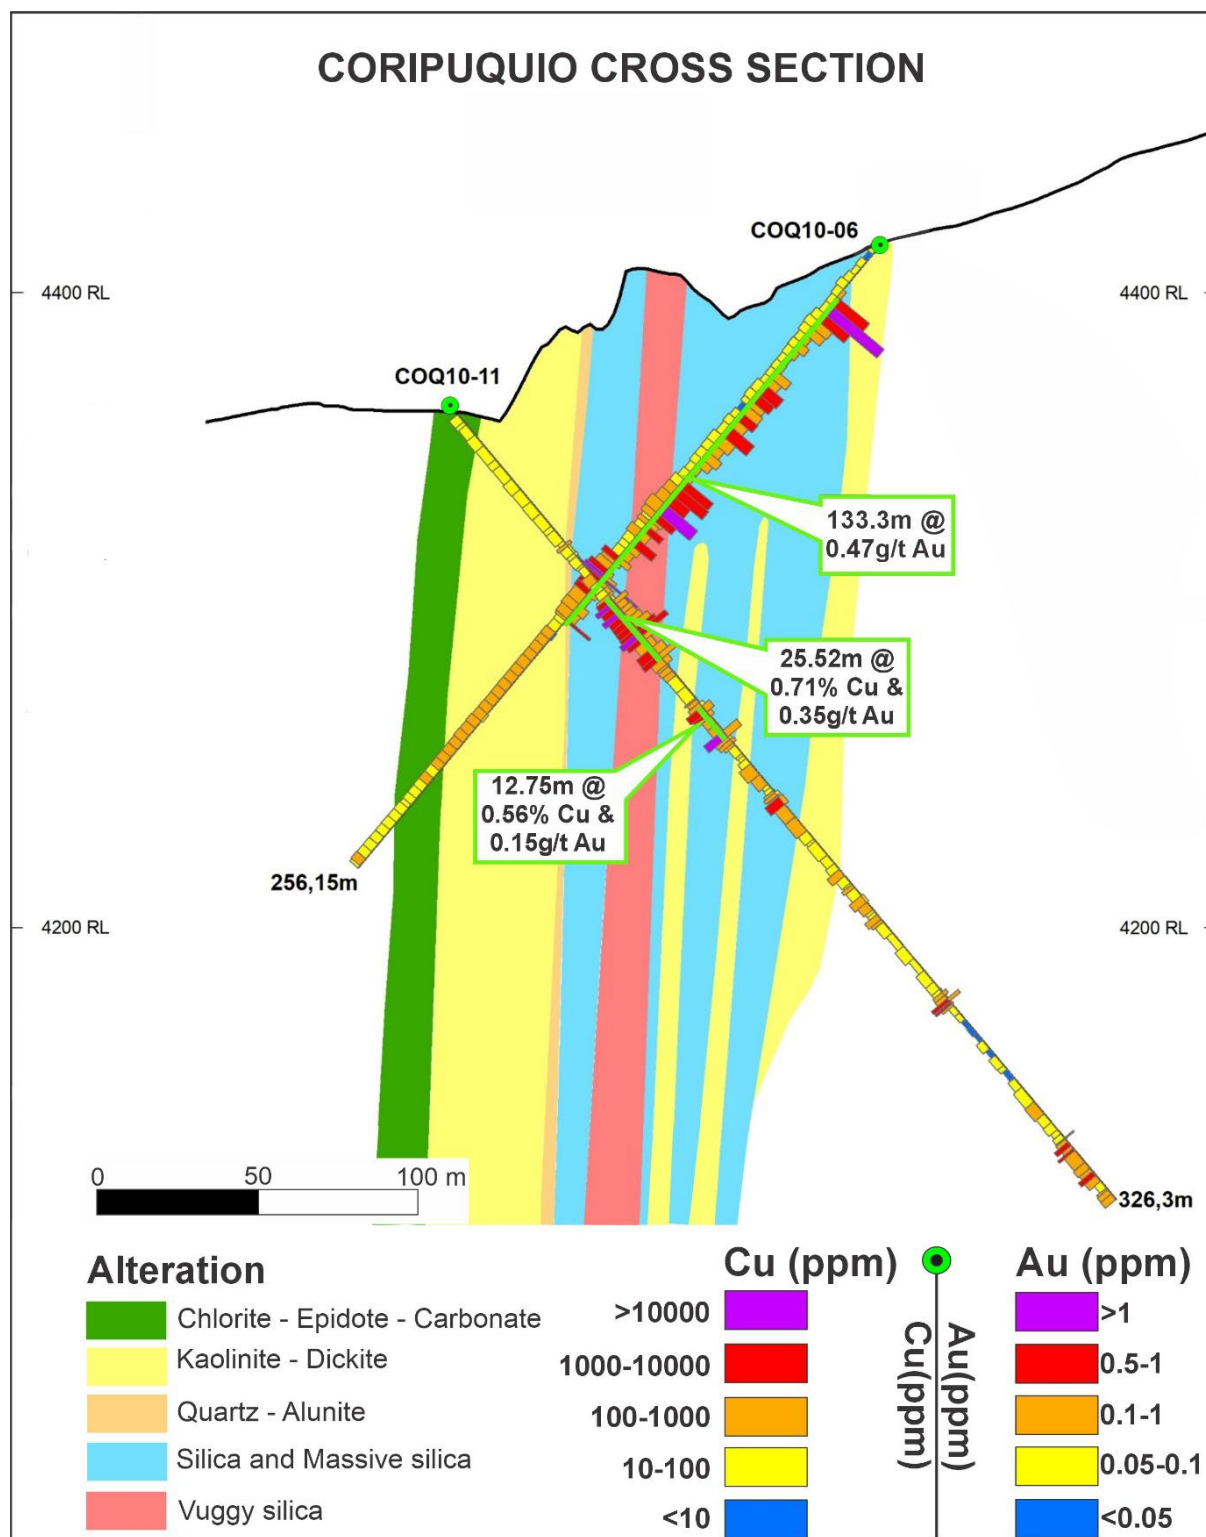 CORIPUQUIO CROSS SECTION
COQ10-06
4400 RL
4400 RL
COQ10-11
133.3m @
0.47g/t Au
25.52m @
0.71% Cu &
0.35g/t Au
12.75m @
0.56% Cu &
0.15g/t Au
256,15m
4200 RL
4200 RL
326,3m
0 50 100 m
Alteration
Chlorite - Epidote - Carbonate
Kaolinite - Dickite
Quartz - Alunite
Silica and Massive silica
Vuggy silica
Cu (ppm)
>10000
1000-10000
100-1000
10-100
<10
Cu(ppm)
Au(ppm)
Au (ppm)
>1
0.5-1
0.1-1
0.05-0.1
<0.05